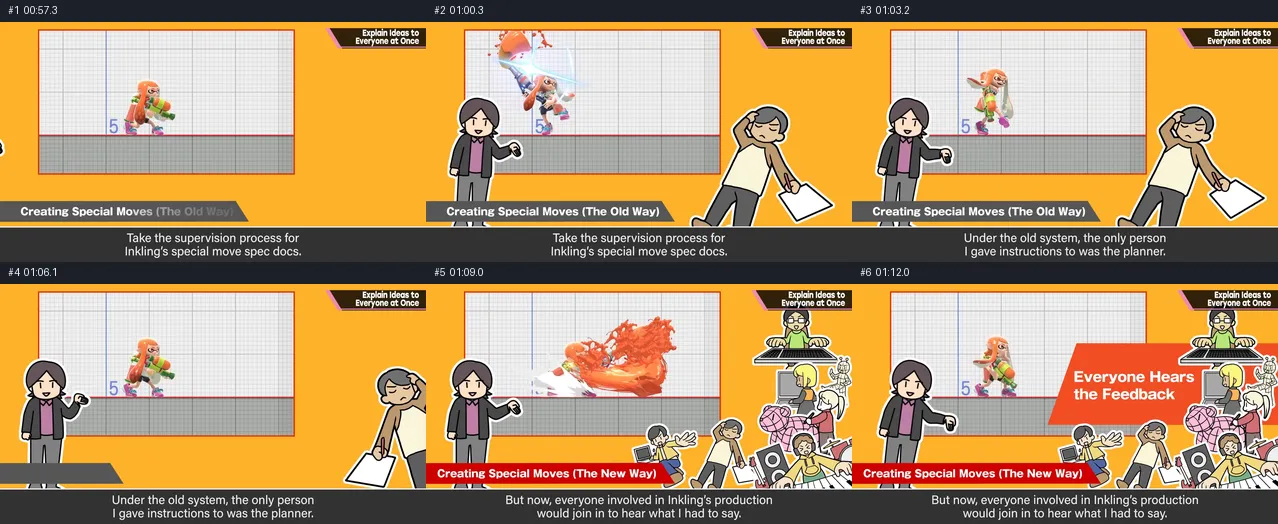 #1 00:57.3
Explain Ideas to
Everyone at Once
5
Creating Special Moves (The Old Way)
Take the supervision process for
Inkling's special move spec docs.
#2 01:00.3
Explain Ideas to
Everyone at Once
5
Creating Special Moves (The Old Way)
Take the supervision process for
Inkling's special move spec docs.
#3 01:03.2
Explain Ideas to
Everyone at Once
5
Creating Special Moves (The Old Way)
Under the old system, the only person
I gave instructions to was the planner.
#4 01:06.1
Explain Ideas to
Everyone at Once
5
Under the old system, the only person
I gave instructions to was the planner.
#5 01:09.0
Explain Ideas to
Everyone at Once
Creating Special Moves (The New Way)
But now, everyone involved in Inkling's production
would join in to hear what I had to say.
#6 01:12.0
Explain Ideas to
Everyone at Once
5
Everyone Hears
the Feedback
Creating Special Moves (The New Way)
But now, everyone involved in Inkling's production
would join in to hear what I had to say.